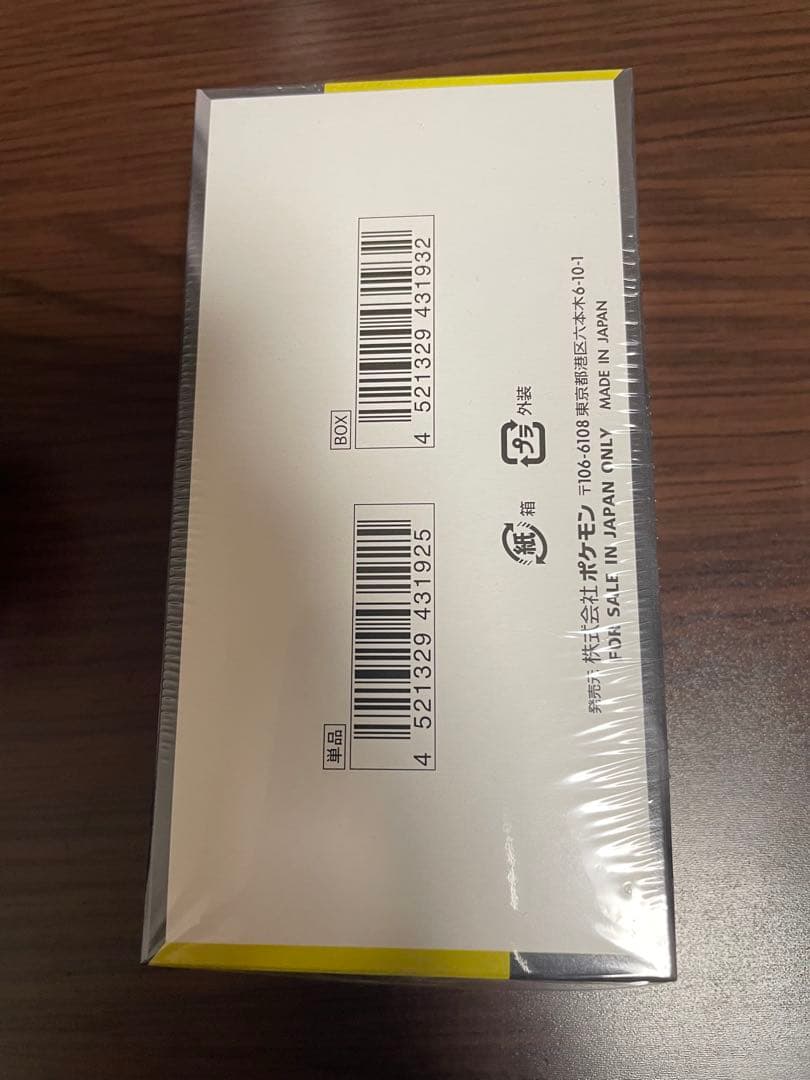 BOX
4 521329 431932
単品
4 521329 431925
プラ 外装
紙 箱
発売元 株式会社ポケモン 〒106-6108 東京都港区六本木6-10-1
FOR SALE IN JAPAN ONLY MADE IN JAPAN